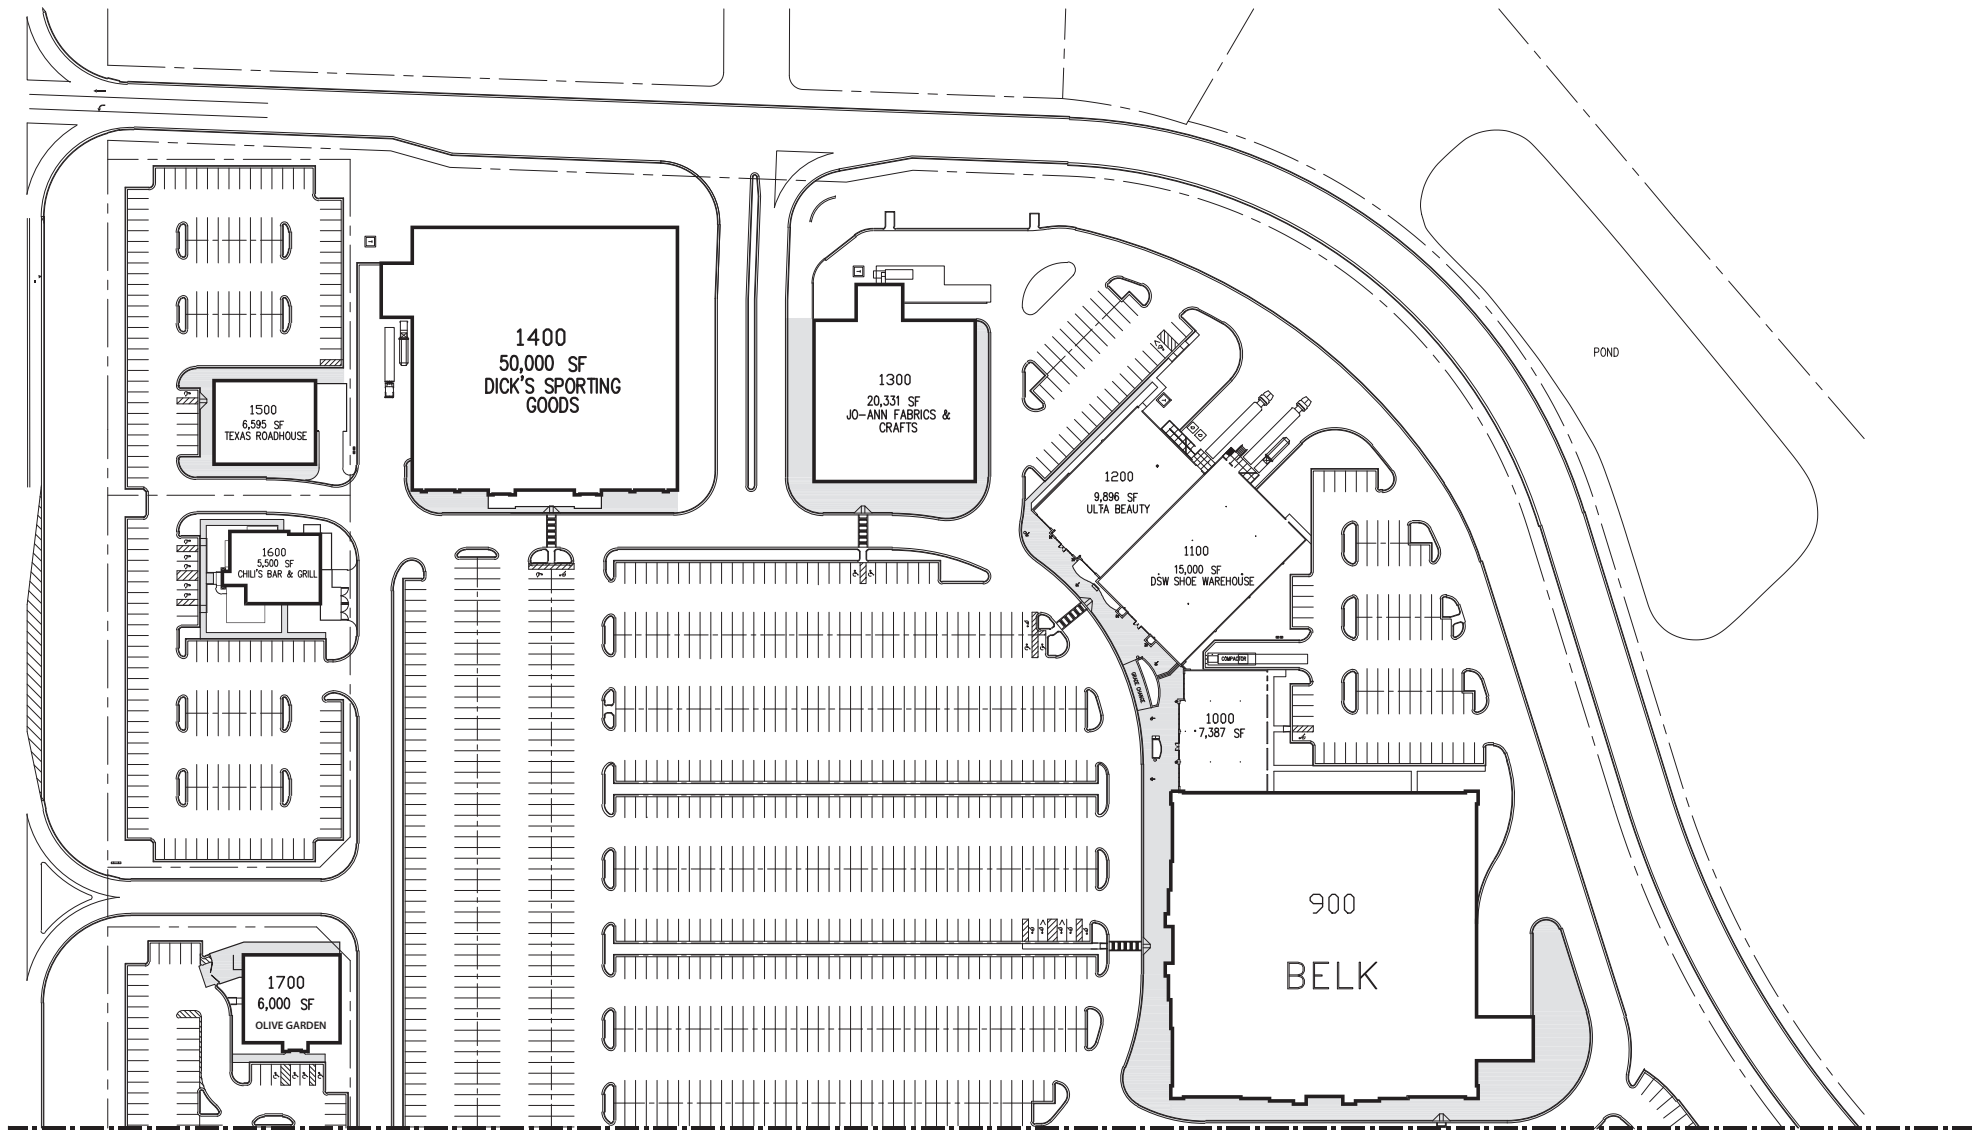 POND
1400
50,000 SF
DICK'S SPORTING
GOODS
1300
20,331 SF
JO-ANN FABRICS &
CRAFTS
1500
6,595 SF
TEXAS ROADHOUSE
1200
9,896 SF
ULTA BEAUTY
1100
15,000 SF
DSW SHOE WAREHOUSE
1600
5,500 SF
CHILI'S BAR & GRILL
COMPACTOR
GRADE CHANGE
1000
7,387 SF
900
BELK
1700
6,000 SF
OLIVE GARDEN